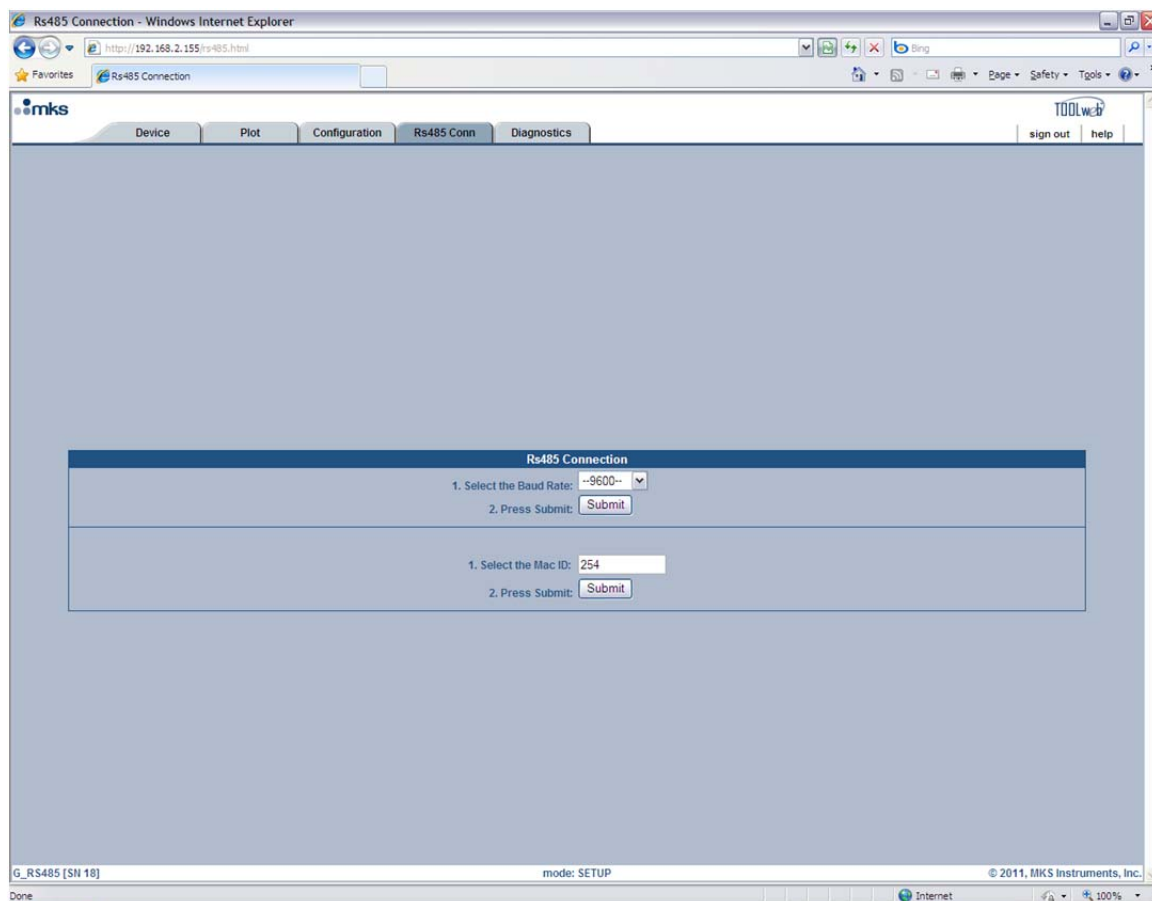 Rs485 Connection - Windows Internet Explorer
http://192.168.2.155/rs485.html
Bing
Favorites
Rs485 Connection
Page
Safety
Tools
mks
TOOLweb
Device
Plot
Configuration
Rs485 Conn
Diagnostics
sign out
help
Rs485 Connection
1. Select the Baud Rate: --9600--
2. Press Submit: Submit
1. Select the Mac ID: 254
2. Press Submit: Submit
G_RS485 [SN 18]
mode: SETUP
© 2011, MKS Instruments, Inc.
Done
Internet
100%